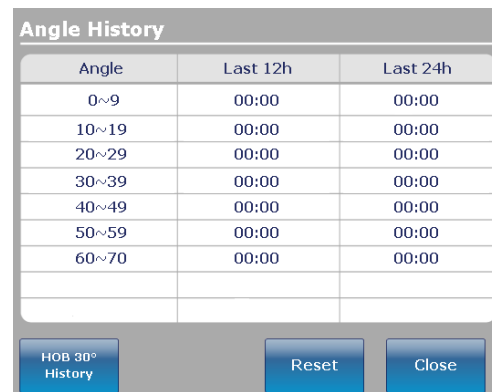 Angle History
Angle Last 12h Last 24h
0~9 00:00 00:00
10~19 00:00 00:00
20~29 00:00 00:00
30~39 00:00 00:00
40~49 00:00 00:00
50~59 00:00 00:00
60~70 00:00 00:00
HOB 30°
History
Reset
Close